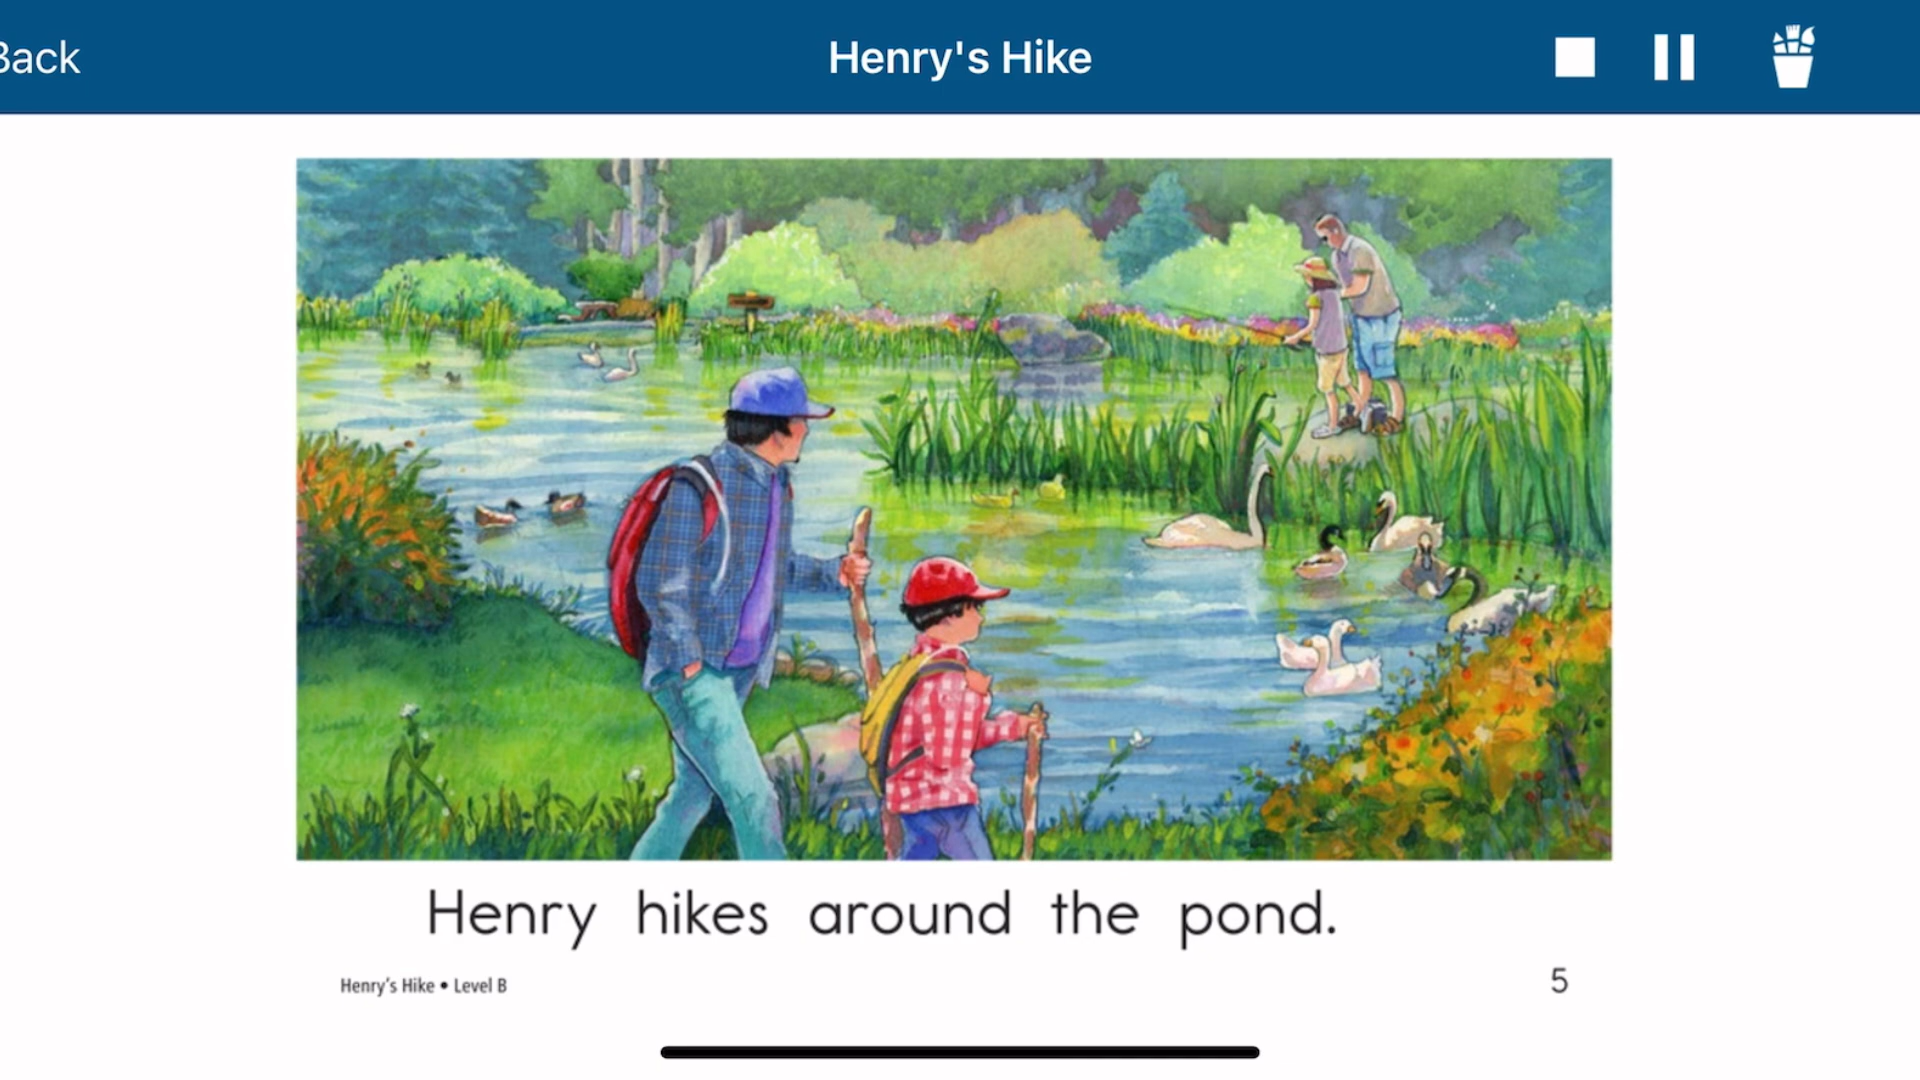 Back
Henry's Hike
Henry hikes around the pond.
Henry's Hike • Level B
5